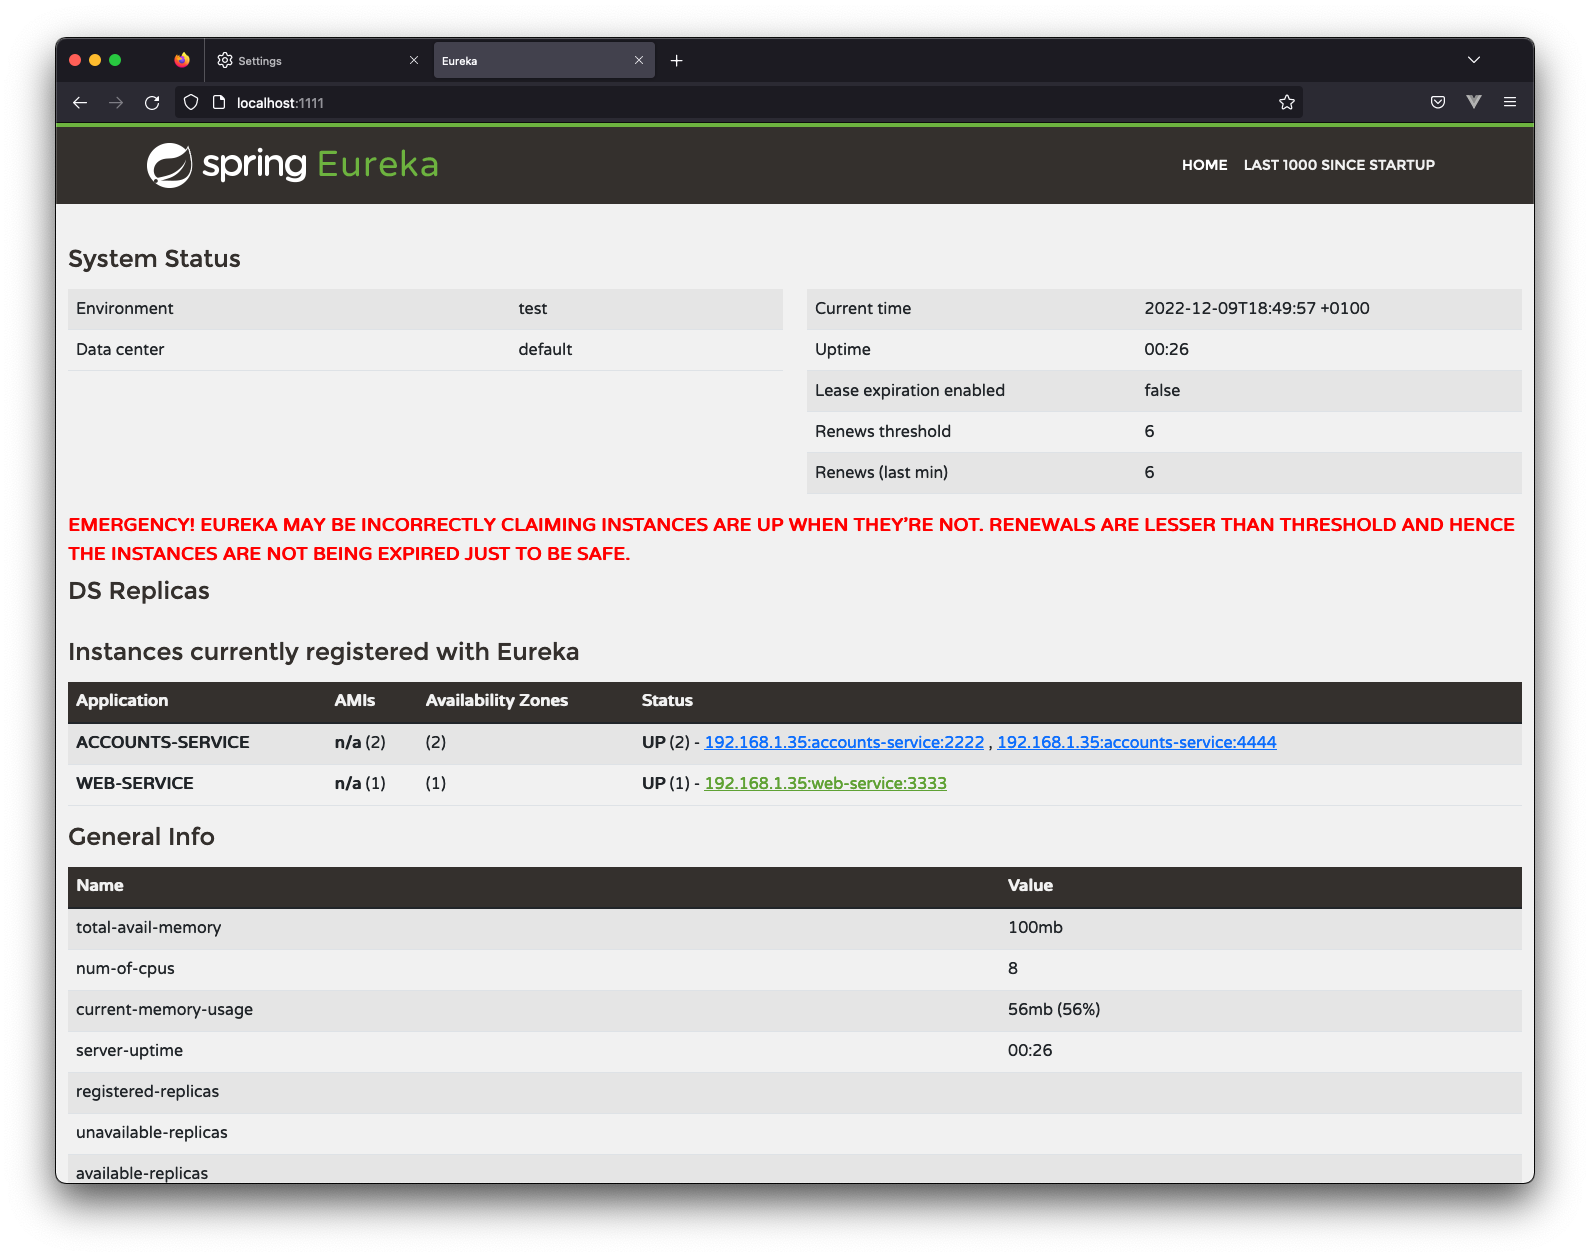 Settings
Eureka
localhost:1111
spring Eureka
HOME LAST 1000 SINCE STARTUP
System Status
Environment test
Data center default
Current time 2022-12-09T18:49:57 +0100
Uptime 00:26
Lease expiration enabled false
Renews threshold 6
Renews (last min) 6
EMERGENCY! EUREKA MAY BE INCORRECTLY CLAIMING INSTANCES ARE UP WHEN THEY'RE NOT. RENEWALS ARE LESSER THAN THRESHOLD AND HENCE
THE INSTANCES ARE NOT BEING EXPIRED JUST TO BE SAFE.
DS Replicas
Instances currently registered with Eureka
Application AMIs Availability Zones Status
ACCOUNTS-SERVICE n/a (2) (2) UP (2) - 192.168.1.35:accounts-service:2222 , 192.168.1.35:accounts-service:4444
WEB-SERVICE n/a (1) (1) UP (1) - 192.168.1.35:web-service:3333
General Info
Name Value
total-avail-memory 100mb
num-of-cpus 8
current-memory-usage 56mb (56%)
server-uptime 00:26
registered-replicas
unavailable-replicas
available-replicas